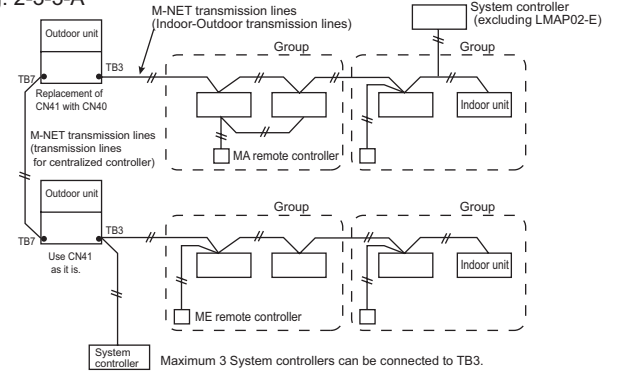 g. 2-3-3-A
M-NET transmission lines
(Indoor-Outdoor transmission lines)
System controller
(excluding LMAP02-E)
Outdoor unit
TB3
TB7
Group
Group
Replacement of
CN41 with CN40
Indoor unit
M-NET transmission lines
(transmission lines
for centralized controller)
MA remote controller
Outdoor unit
TB3
TB7
Group
Group
Use CN41
as it is.
Indoor unit
ME remote controller
System
controller
Maximum 3 System controllers can be connected to TB3.